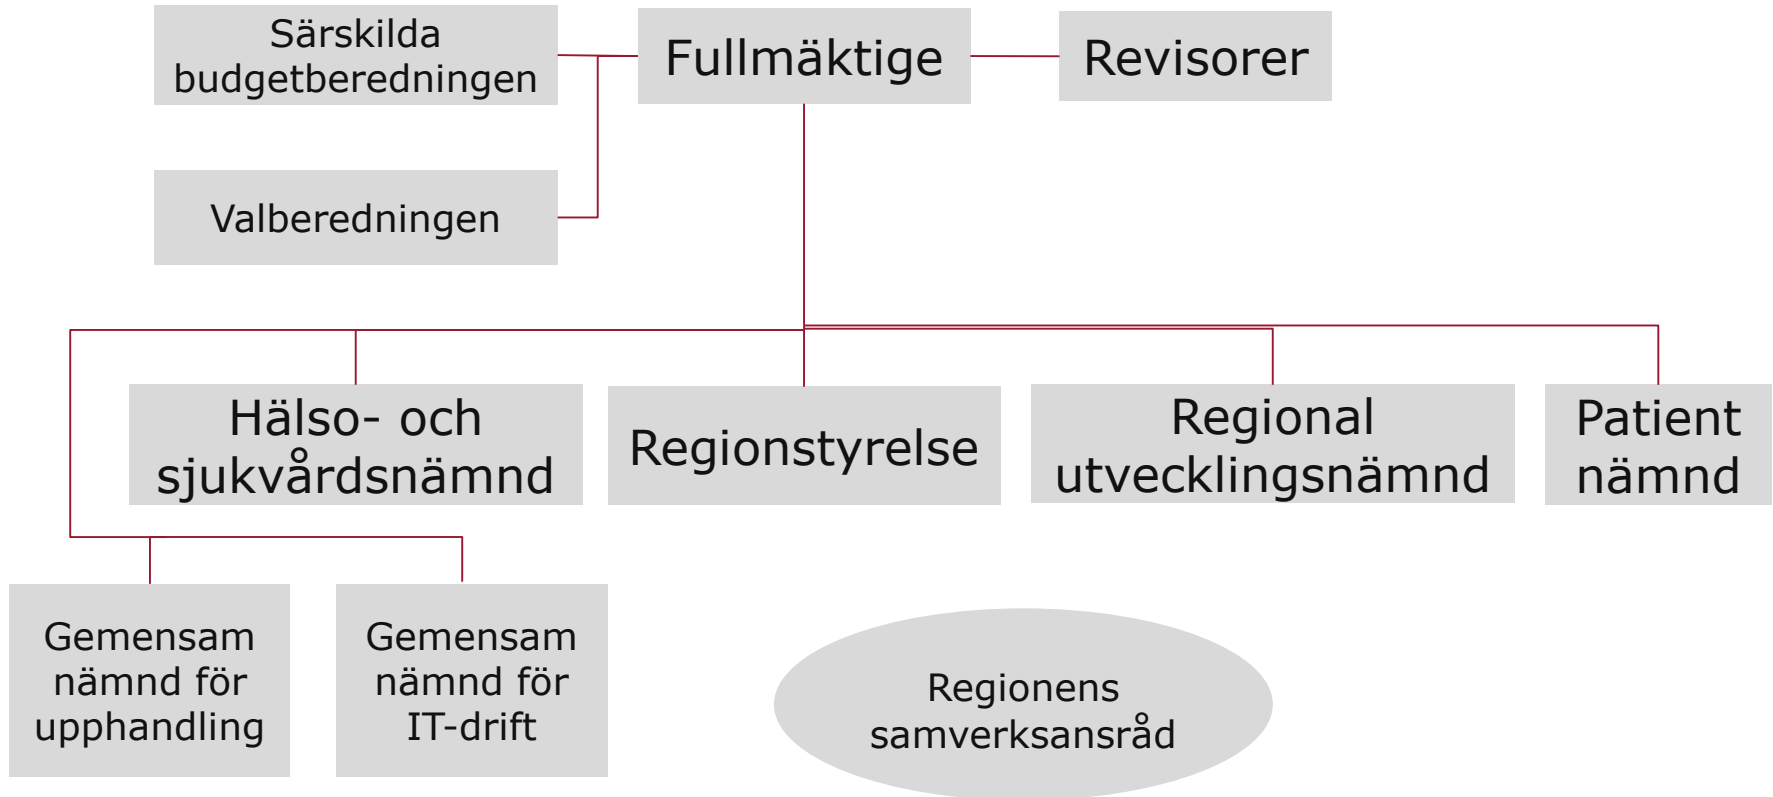 Särskilda
budgetberedningen
Fullmäktige
Revisorer
Valberedningen
Hälso- och
sjukvårdsnämnd
Regionstyrelse
Regional
utvecklingsnämnd
Patient
nämnd
Gemensam
nämnd för
upphandling
Gemensam
nämnd för
IT-drift
Regionens
samverksansråd